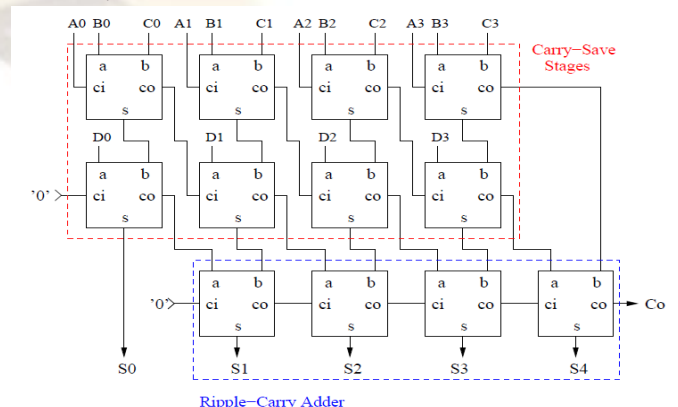 A0 B0 C0 A1 B1 C1 A2 B2 C2 A3 B3 C3
Carry-Save
Stages
a b a b a b a b
ci co ci co ci co ci co
s s s s
D0 D1 D2 D3
a b a b a b a b
'0' ci co ci co ci co ci co
s s s s
a b a b a b a b
'0' ci co ci co ci co ci co Co
s s s s
S0 S1 S2 S3 S4
Ripple-Carry Adder